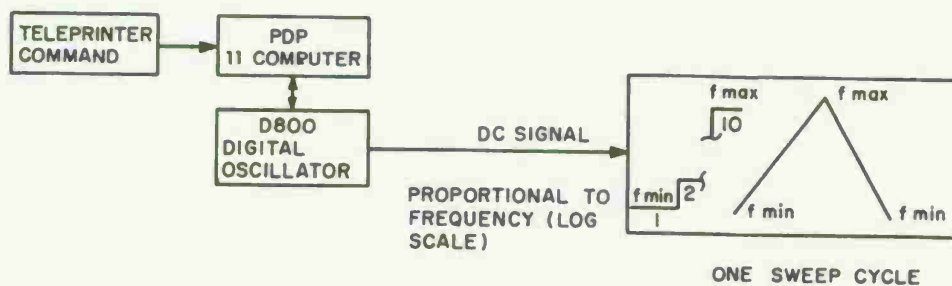 TELEPRINTER
COMMAND
PDP
11 COMPUTER
D800
DIGITAL
OSCILLATOR
DC SIGNAL
PROPORTIONAL TO
FREQUENCY (LOG
SCALE)
f max
10
f min
2
1
f max
f min
f min
ONE SWEEP CYCLE